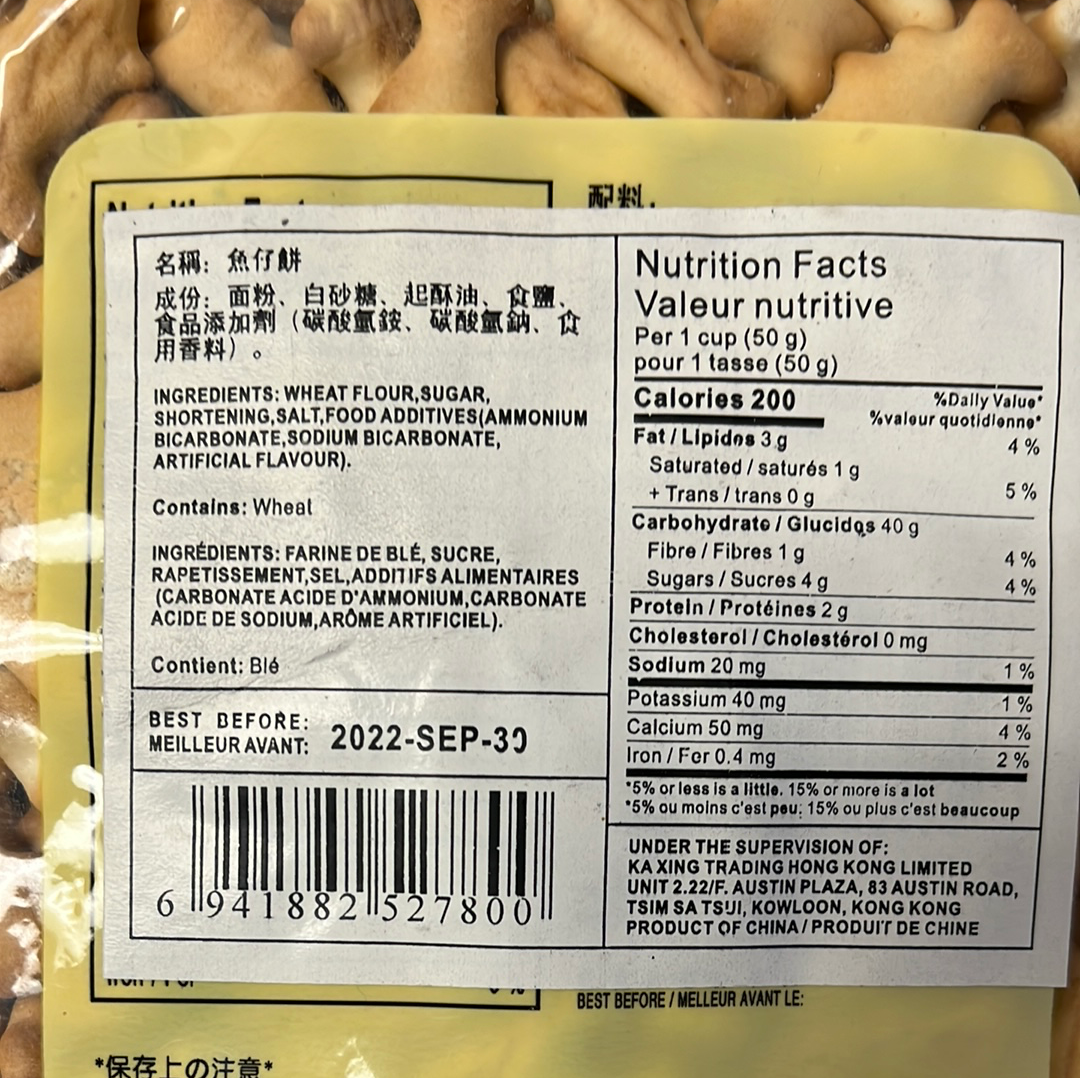 配料:
名稱: 魚仔餅
成份: 面粉、白砂糖、起酥油、食鹽、
食品添加劑 (碳酸氫銨、碳酸氫鈉、食
用香料) 。
INGREDIENTS: WHEAT FLOUR,SUGAR,
SHORTENING,SALT,FOOD ADDITIVES(AMMONIUM
BICARBONATE,SODIUM BICARBONATE,
ARTIFICIAL FLAVOUR).
Contains: Wheat
INGRÉDIENTS: FARINE DE BLÉ, SUCRE,
RAPETISSEMENT,SEL,ADDITIFS ALIMENTAIRES
(CARBONATE ACIDE D'AMMONIUM,CARBONATE
ACIDE DE SODIUM,ARÔME ARTIFICIEL).
Contient: Blé
BEST BEFORE:
MEILLEUR AVANT: 2022-SEP-30
6 941882 527800
Nutrition Facts
Valeur nutritive
Per 1 cup (50 g)
pour 1 tasse (50 g)
Calories 200 %Daily Value*
%valeur quotidienne*
Fat / Lipides 3 g 4 %
Saturated / saturés 1 g
+ Trans / trans 0 g 5 %
Carbohydrate / Glucides 40 g
Fibre / Fibres 1 g 4 %
Sugars / Sucres 4 g 4 %
Protein / Protéines 2 g
Cholesterol / Cholestérol 0 mg
Sodium 20 mg 1 %
Potassium 40 mg 1 %
Calcium 50 mg 4 %
Iron / Fer 0.4 mg 2 %
*5% or less is a little. 15% or more is a lot
*5% ou moins c'est peu; 15% ou plus c'est beaucoup
UNDER THE SUPERVISION OF:
KA XING TRADING HONG KONG LIMITED
UNIT 2.22/F. AUSTIN PLAZA, 83 AUSTIN ROAD,
TSIM SA TSUI, KOWLOON, KONG KONG
PRODUCT OF CHINA / PRODUIT DE CHINE
BEST BEFORE / MELLEUR AVANT LE:
*保存上の注意*